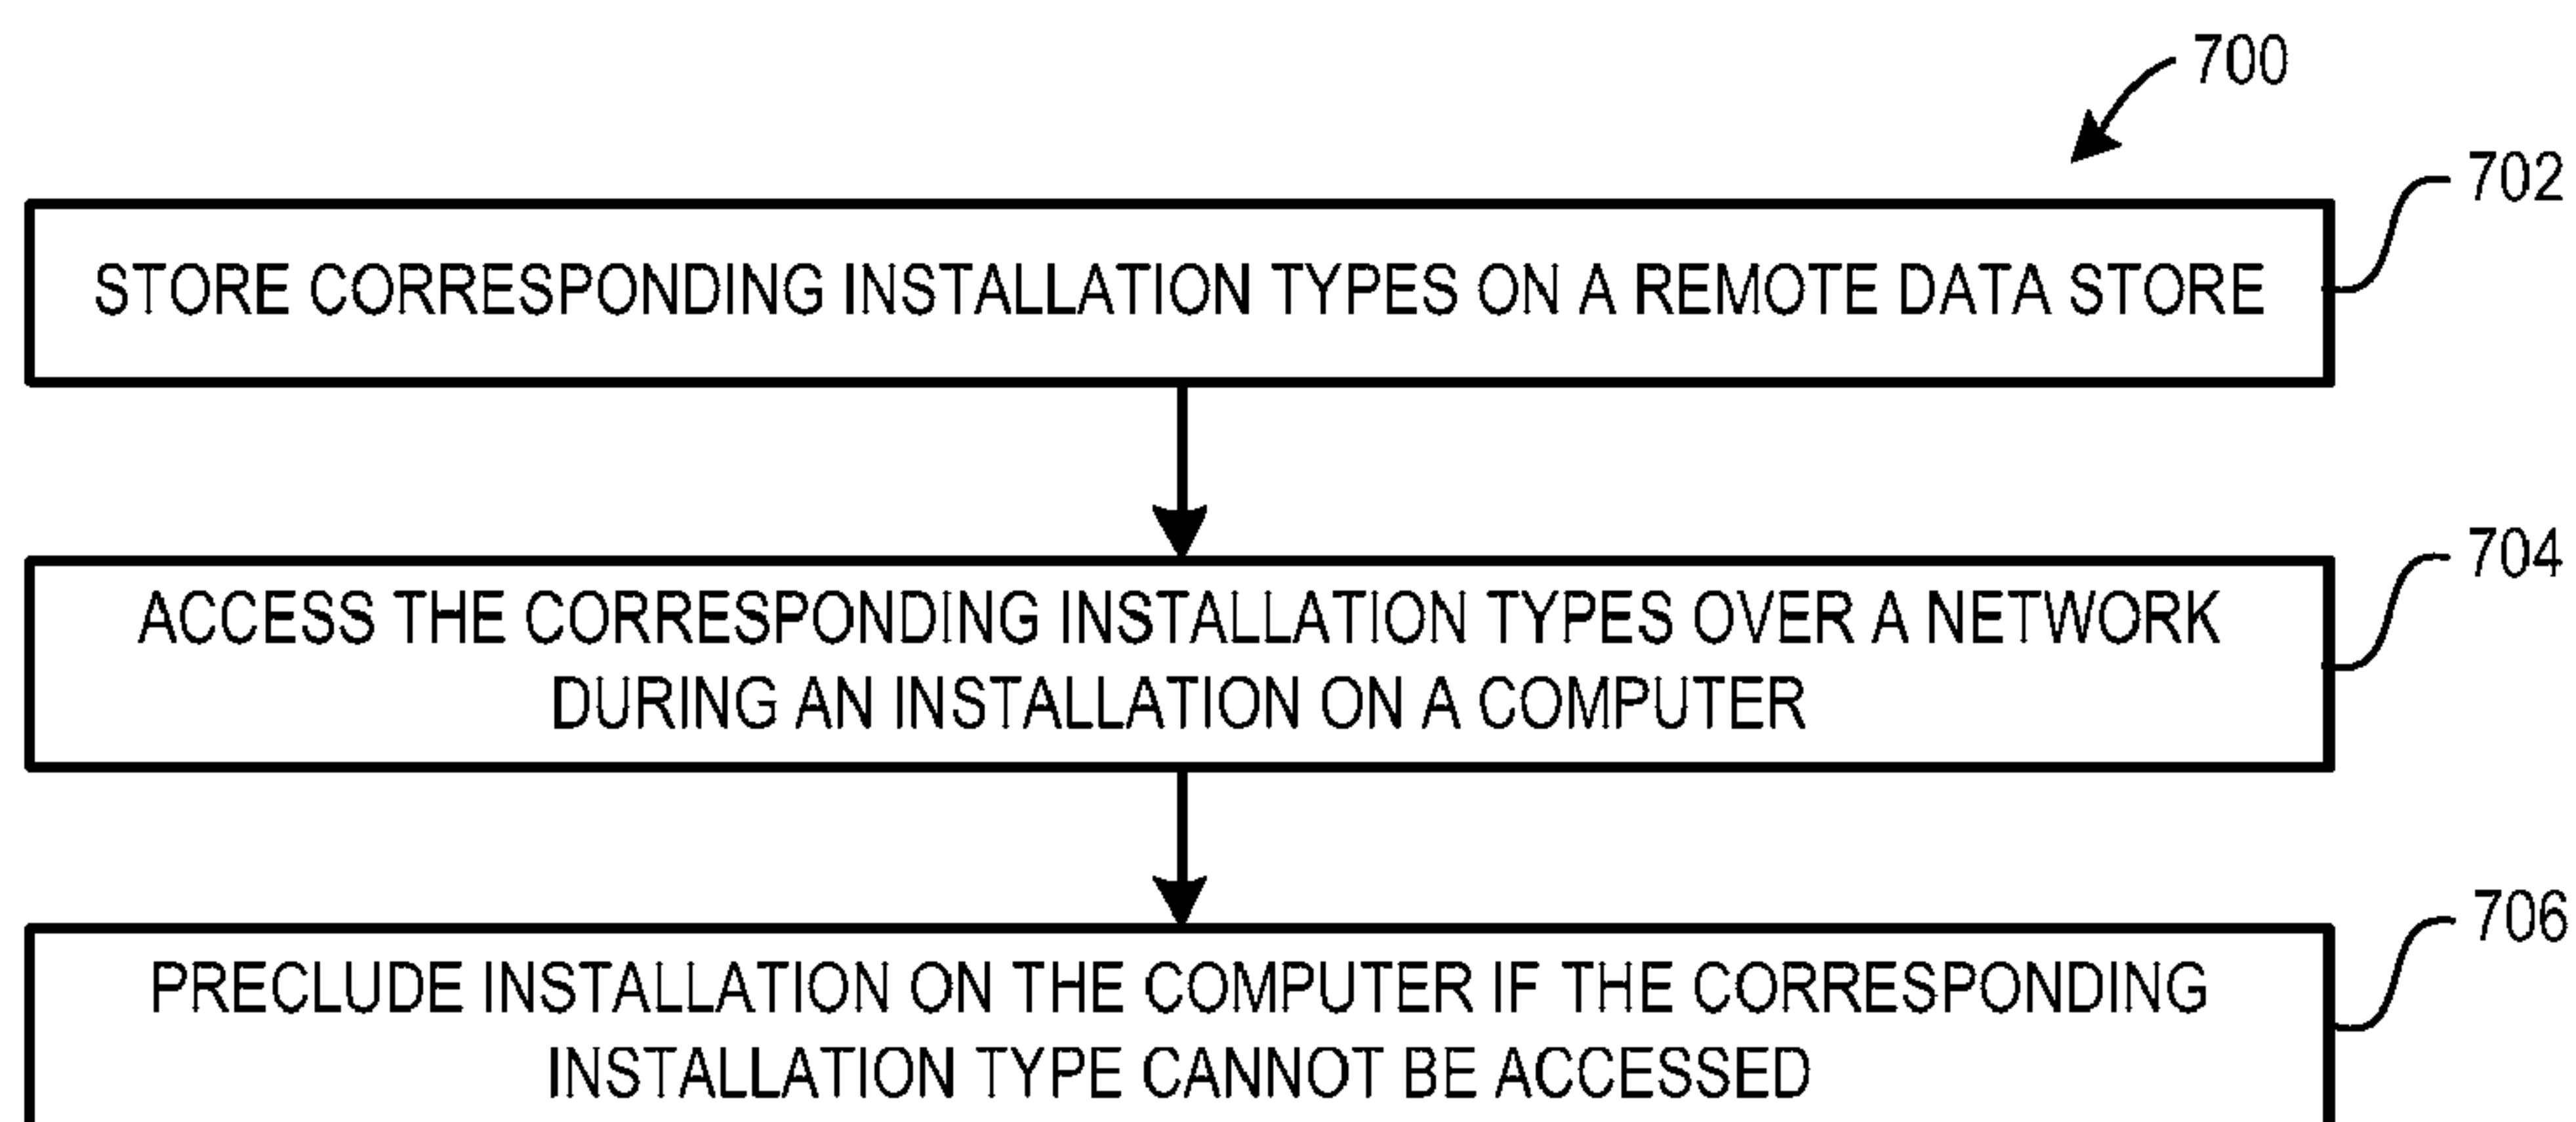 700
702
STORE CORRESPONDING INSTALLATION TYPES ON A REMOTE DATA STORE
704
ACCESS THE CORRESPONDING INSTALLATION TYPES OVER A NETWORK
DURING AN INSTALLATION ON A COMPUTER
706
PRECLUDE INSTALLATION ON THE COMPUTER IF THE CORRESPONDING
INSTALLATION TYPE CANNOT BE ACCESSED